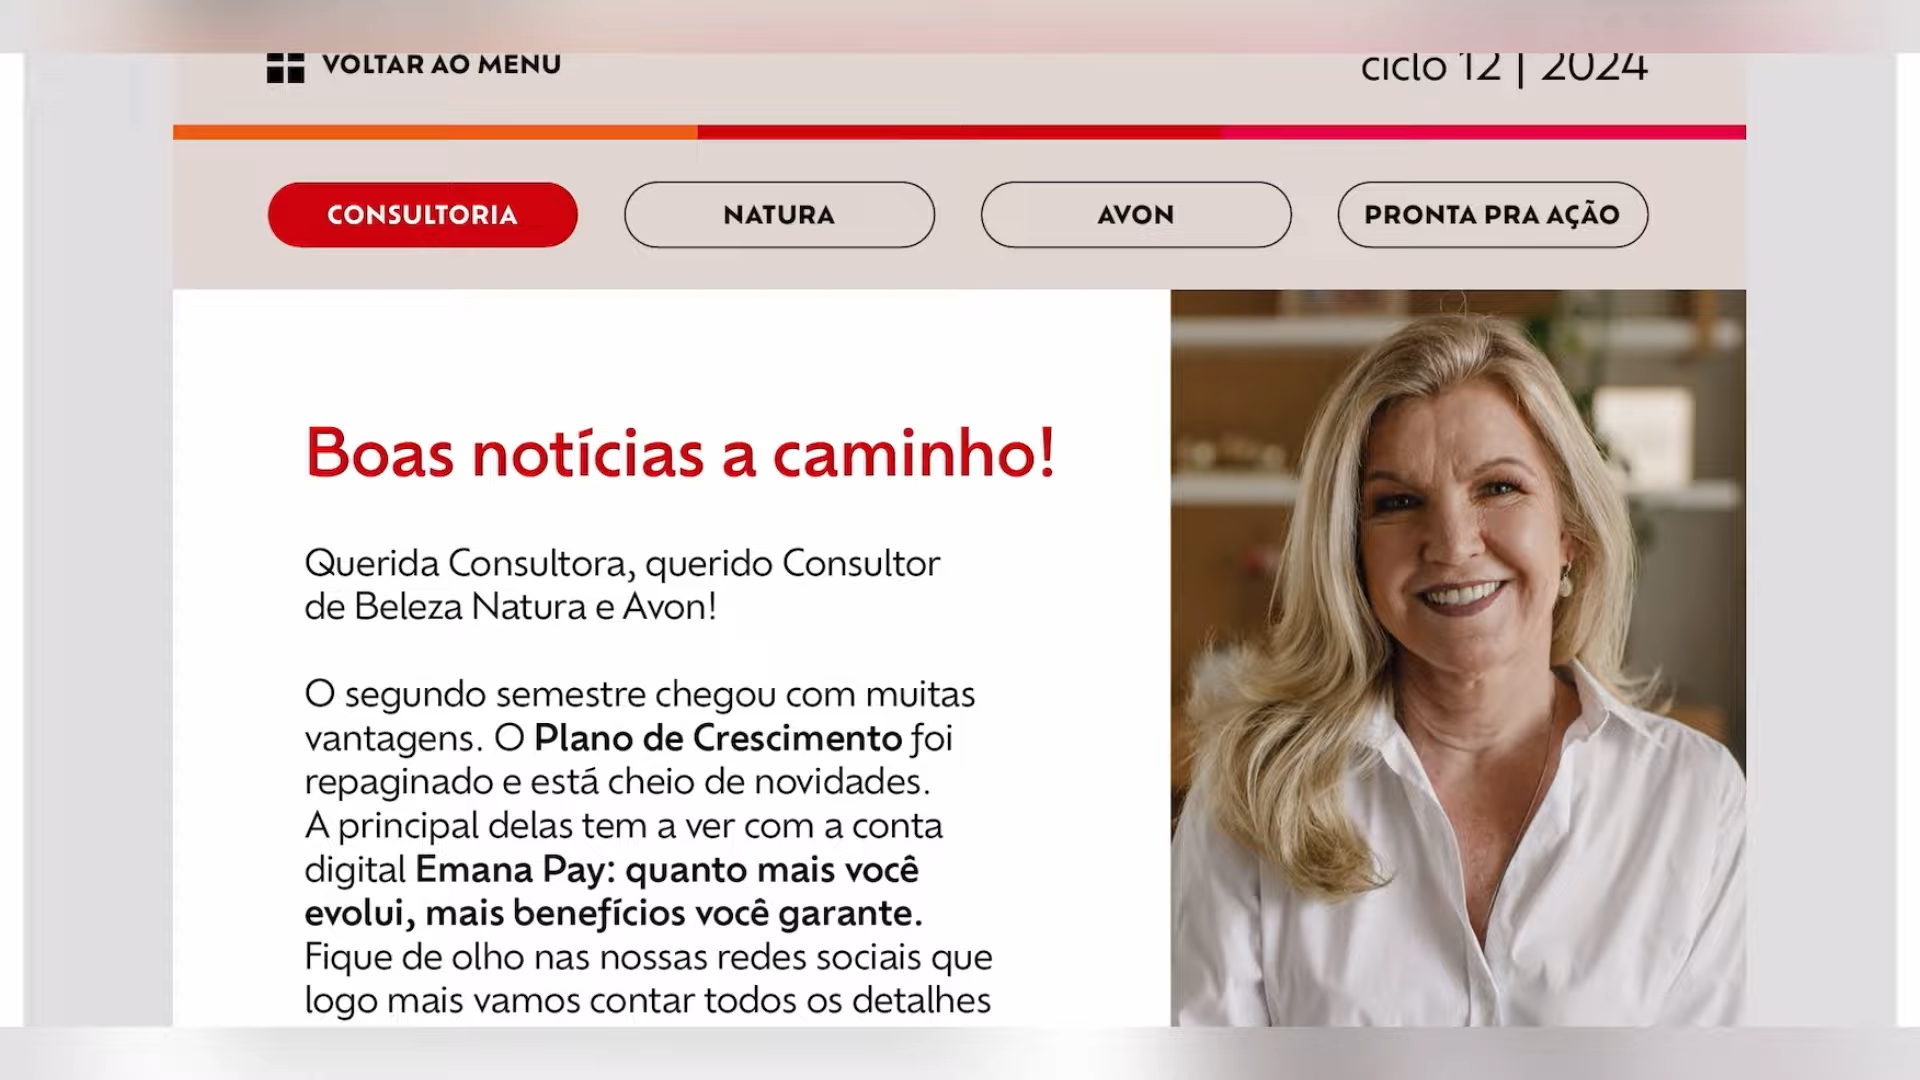 VOLTAR AO MENU
ciclo 12 | 2024
CONSULTORIA
NATURA
AVON
PRONTA PRA AÇÃO
Boas notícias a caminho!
Querida Consultora, querido Consultor
de Beleza Natura e Avon!
O segundo semestre chegou com muitas
vantagens. O Plano de Crescimento foi
repaginado e está cheio de novidades.
A principal delas tem a ver com a conta
digital Emana Pay: quanto mais você
evolui, mais benefícios você garante.
Fique de olho nas nossas redes sociais que
logo mais vamos contar todos os detalhes